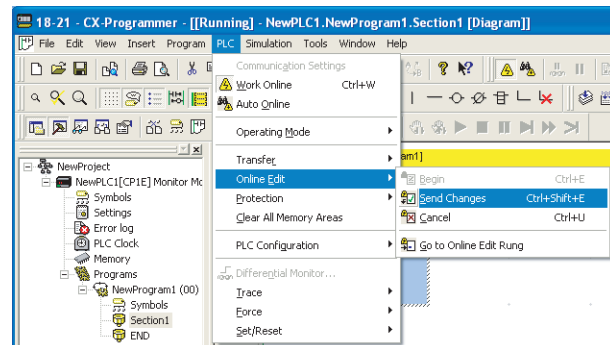 18-21 - CX-Programmer - [[Running] - NewPLC1.NewProgram1.Section1 [Diagram]]
File Edit View Insert Program PLC Simulation Tools Window Help
Communication Settings
Work Online Ctrl+W
Auto Online
Operating Mode
Transfer
Online Edit
Protection
Clear All Memory Areas
PLC Configuration
Differential Monitor...
Trace
Force
Set/Reset
am1]
Begin Ctrl+E
Send Changes Ctrl+Shift+E
Cancel Ctrl+U
Go to Online Edit Rung
NewProject
NewPLC1[CP1E] Monitor Mo
Symbols
Settings
Error log
PLC Clock
Memory
Programs
NewProgram1 (00)
Symbols
Section1
END